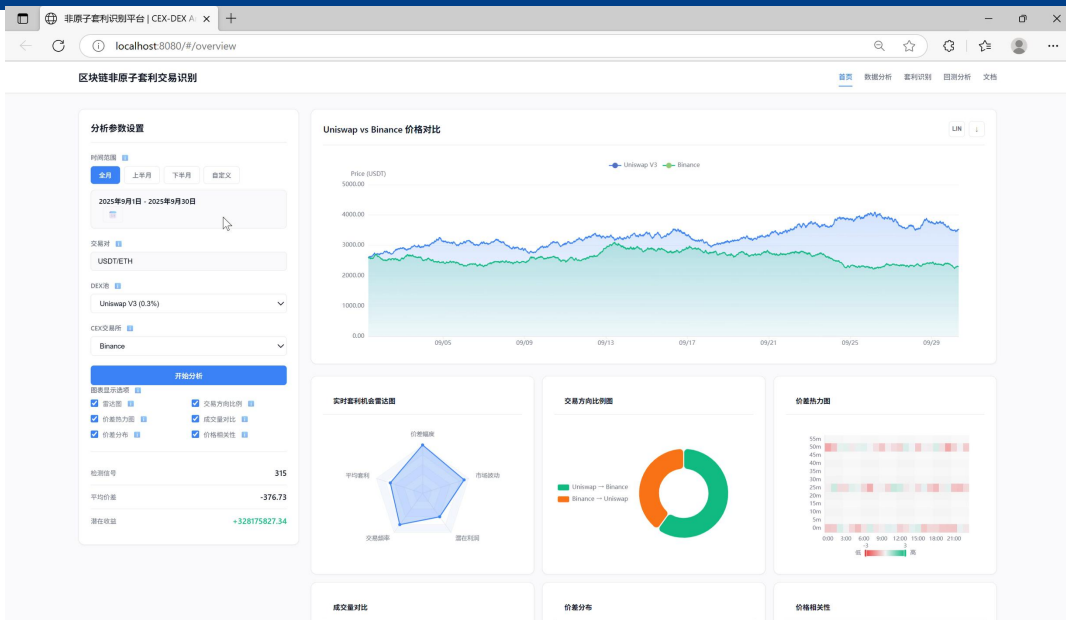 非原子套利识别平台 | CEX-DEX A
localhost:8080/#/overview
区块链非原子套利交易识别
首页 数据分析 套利识别 回测分析 文档
分析参数设置
时间范围
全月 上半月 下半月 自定义
2025年9月1日 - 2025年9月30日
交易对
USDT/ETH
DEX池
Uniswap V3 (0.3%)
CEX交易所
Binance
开始分析
图表显示选项
雷达图 交易方向比例
价差热力图 成交量对比
价差分布 价格相关性
检测信号 315
平均价差 -376.73
潜在收益 +328175827.34
Uniswap vs Binance 价格对比
LIN ↓
Uniswap V3 Binance
Price (USDT)
5000.00
4000.00
3000.00
2000.00
1000.00
0.00
09/05 09/09 09/13 09/17 09/21 09/25 09/29
实时套利机会雷达图
价差幅度
平均套利 市场波动
交易频率 潜在利润
交易方向比例图
Uniswap → Binance
Binance → Uniswap
价差热力图
55m
50m
45m
40m
35m
30m
25m
20m
15m
10m
5m
0m
0:00 3:00 6:00 9:00 12:00 15:00 18:00 21:00
-3 3
低 高
成交量对比
价差分布
价格相关性